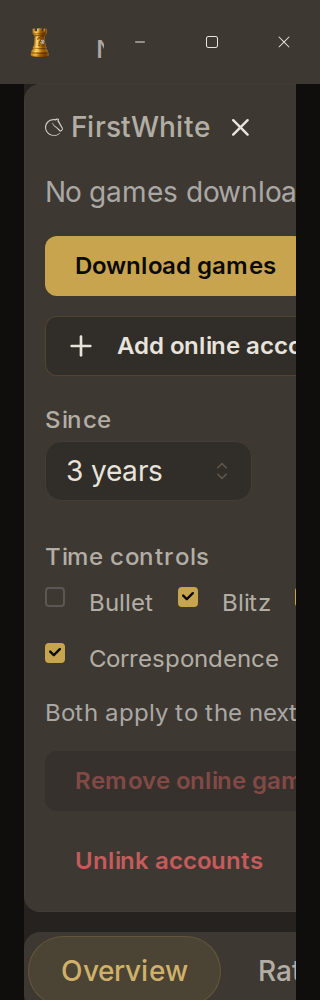 FirstWhite
No games downloa
Download games
Add online acco
Since
3 years
Time controls
Bullet Blitz
Correspondence
Both apply to the next
Remove online gam
Unlink accounts
Overview Rat